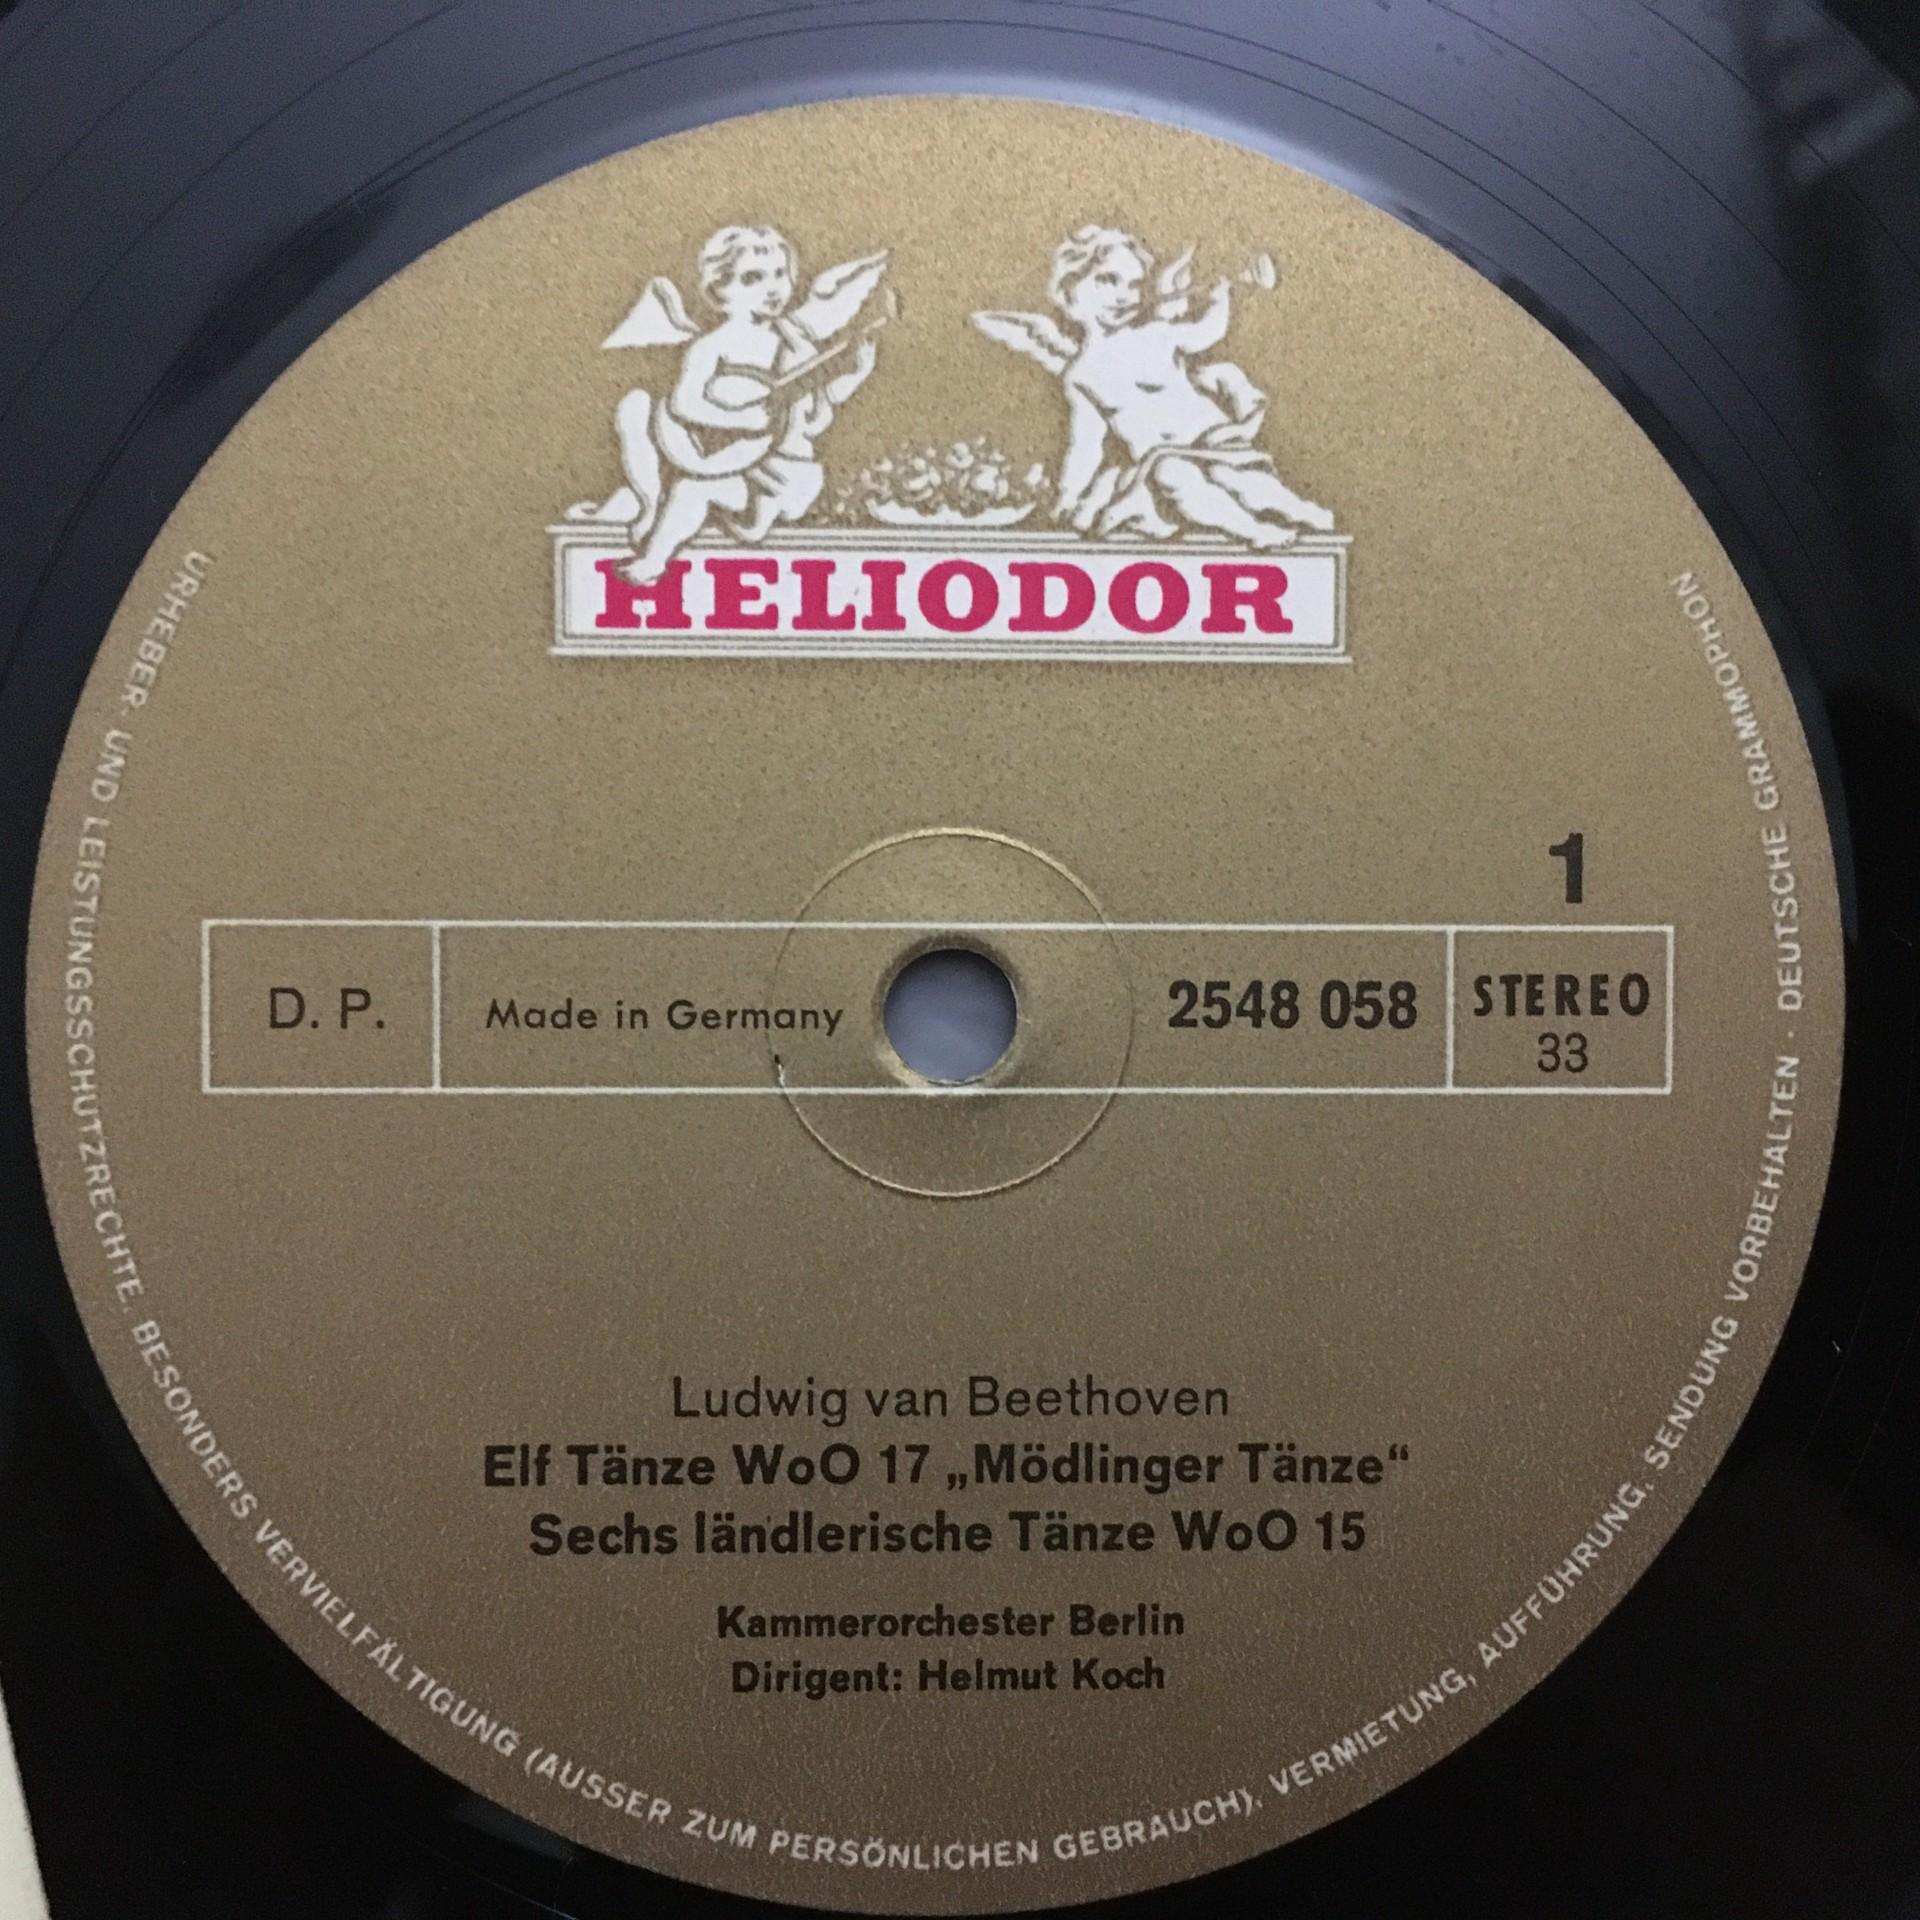 HELIODOR
1
D. P.
Made in Germany
2548 058
STEREO
33
Ludwig van Beethoven
Elf Tänze WoO 17 „Mödlinger Tänze“
Sechs ländlerische Tänze WoO 15
Kammerorchester Berlin
Dirigent: Helmut Koch
URHEBER- UND LEISTUNGSSCHUTZRECHTE, BESONDERS VERVIELFÄLTIGUNG (AUSSER ZUM PERSÖNLICHEN GEBRAUCH), VERMIETUNG, AUFFÜHRUNG, SENDUNG VORBEHALTEN · DEUTSCHE GRAMMOPHON